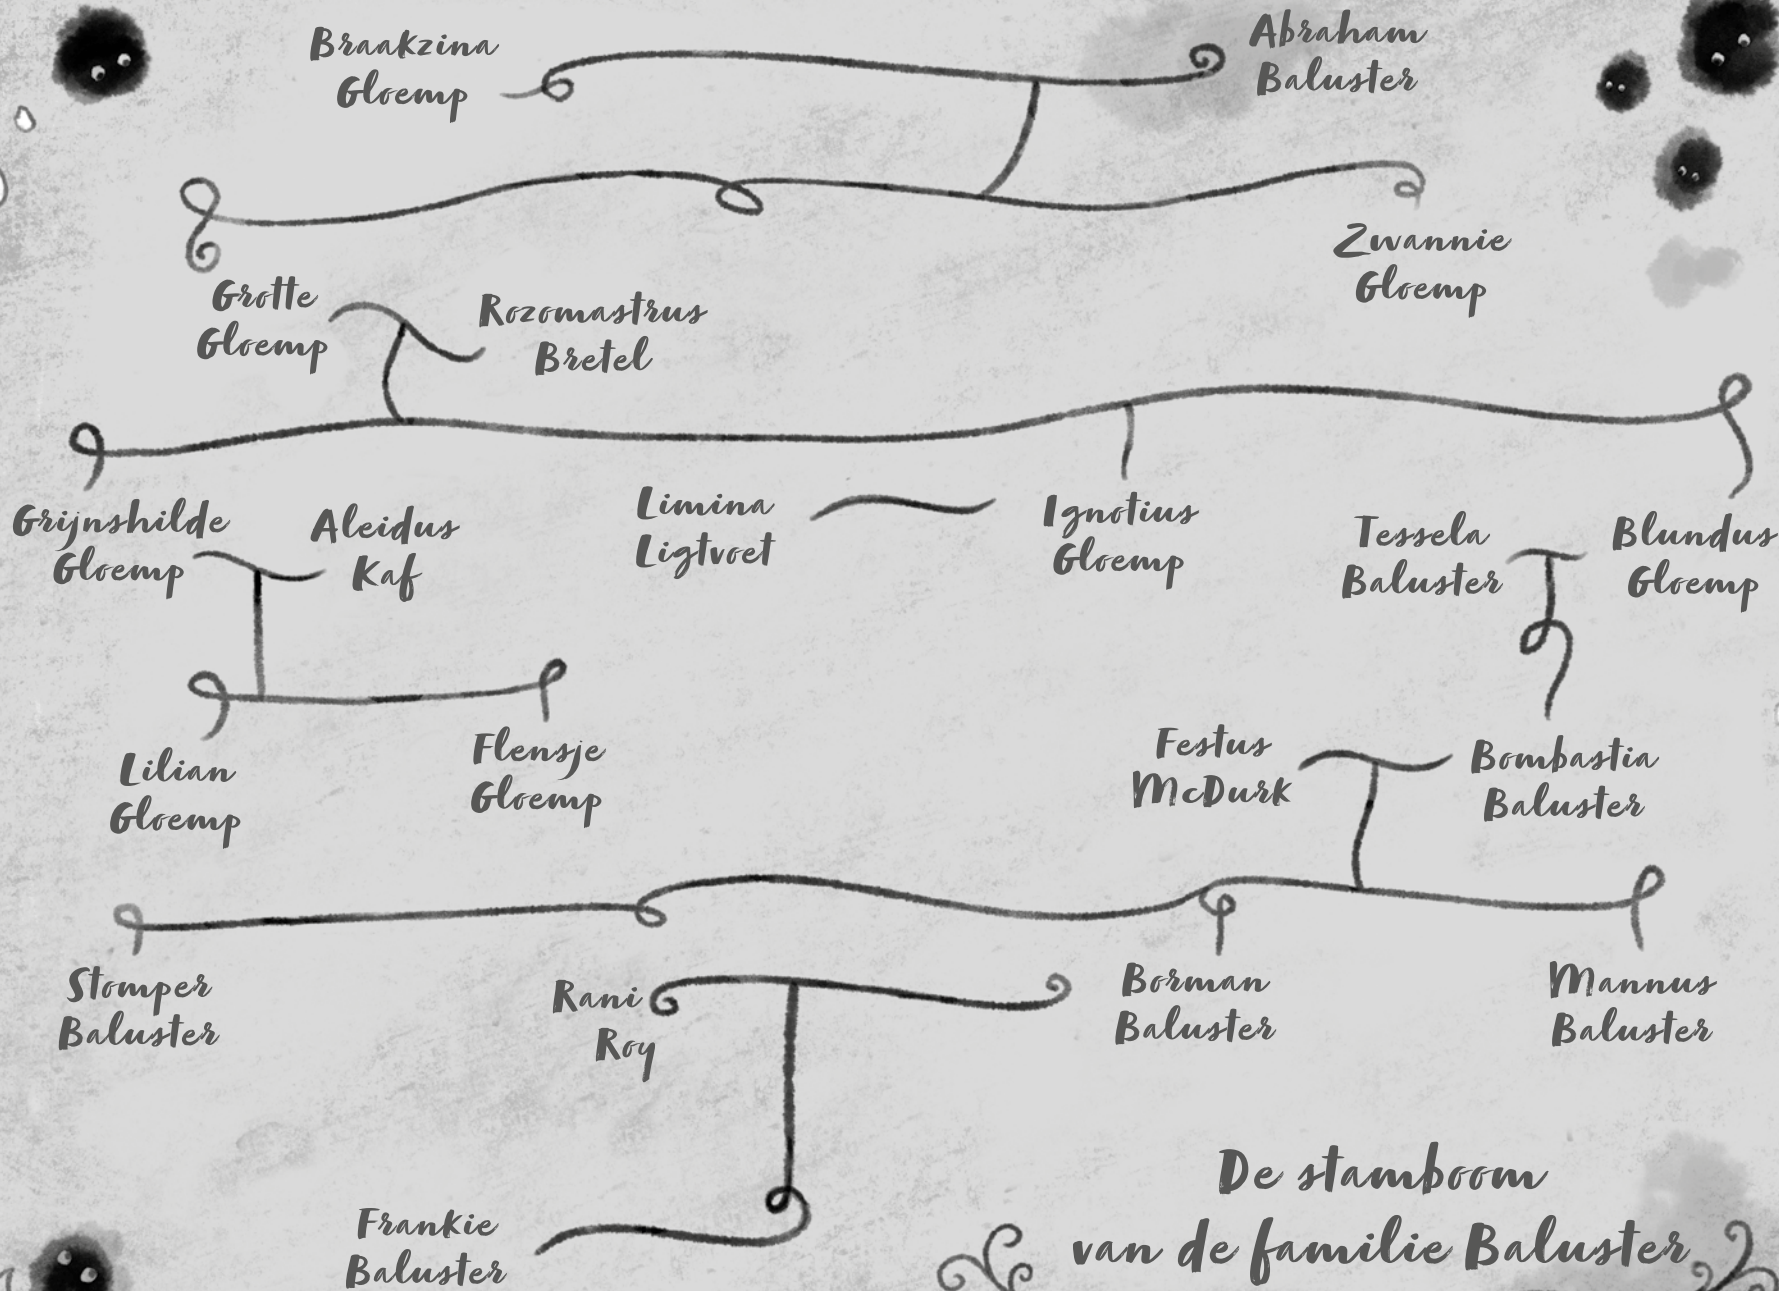 Braakzina
Gloemp
Abraham
Baluster
Zwannie
Gloemp
Grotte
Gloemp
Rozomastrus
Bretel
Grijnshilde
Gloemp
Aleidus
Kaf
Limina
Ligtvoet
Ignotius
Gloemp
Tessela
Baluster
Blundus
Gloemp
Lilian
Gloemp
Flensje
Gloemp
Festus
McDurk
Bombastia
Baluster
Stomper
Baluster
Rani
Roy
Borman
Baluster
Mannus
Baluster
Frankie
Baluster
De stamboom
van de familie Baluster